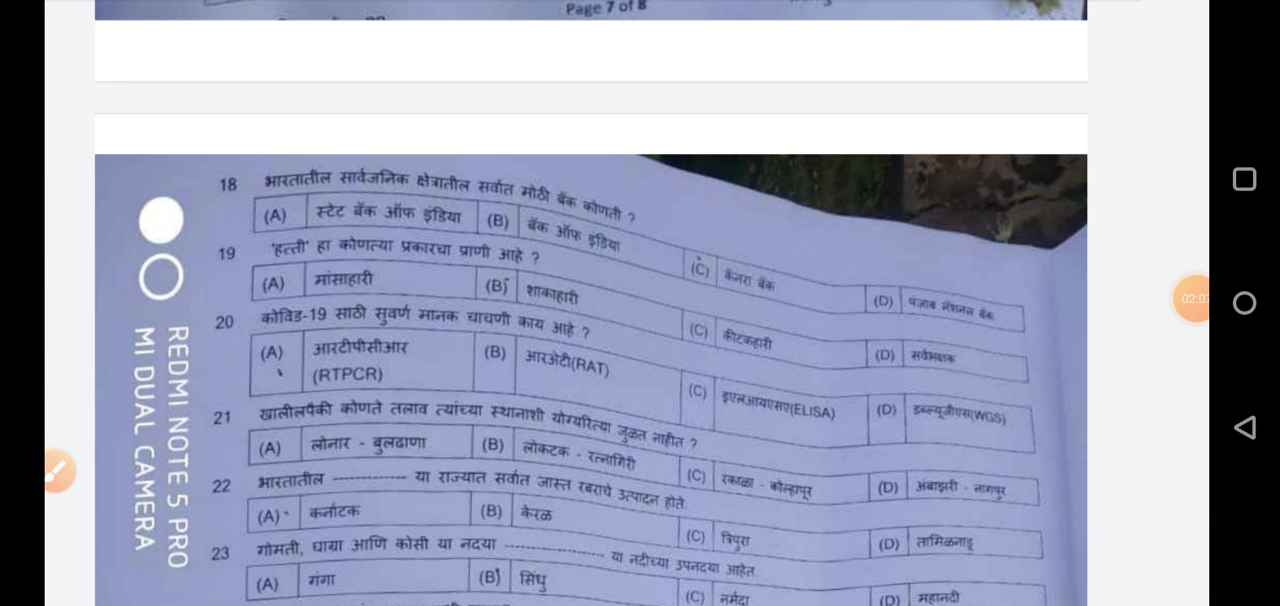 Page 7 of 8
18 भारतातील सार्वजनिक क्षेत्रातील सर्वात मोठी बँक कोणती ?
(A) स्टेट बँक ऑफ इंडिया (B) बँक ऑफ इंडिया (C) कॅनरा बँक (D) पंजाब नॅशनल बँक
19 'हत्ती' हा कोणत्या प्रकारचा प्राणी आहे ?
(A) मांसाहारी (B) शाकाहारी (C) कीटकहारी (D) सर्वभक्षक
20 कोविड-19 साठी सुवर्ण मानक चाचणी काय आहे ?
(A) आरटीपीसीआर (B) आरअेटी(RAT) (C) इएलआयएसए(ELISA) (D) डब्ल्यूजीएस(WGS)
(RTPCR)
21 खालीलपैकी कोणते तलाव त्यांच्या स्थानाशी योग्यरित्या जुळत नाहीत ?
(A) लोनार - बुलढाणा (B) लोकटक - रत्नागिरी (C) रंकाळा - कोल्हापूर (D) अंबाझरी - नागपुर
22 भारतातील ------------- या राज्यात सर्वात जास्त रबराचे उत्पादन होते.
(A) कर्नाटक (B) केरळ (C) त्रिपुरा (D) तामिळनाडू
23 गोमती, घाग्रा आणि कोसी या नदया ------------------ या नदीच्या उपनदया आहेत.
(A) गंगा (B) सिंधु (C) नर्मदा (D) महानदी
REDMI NOTE 5 PRO
MI DUAL CAMERA
02:07